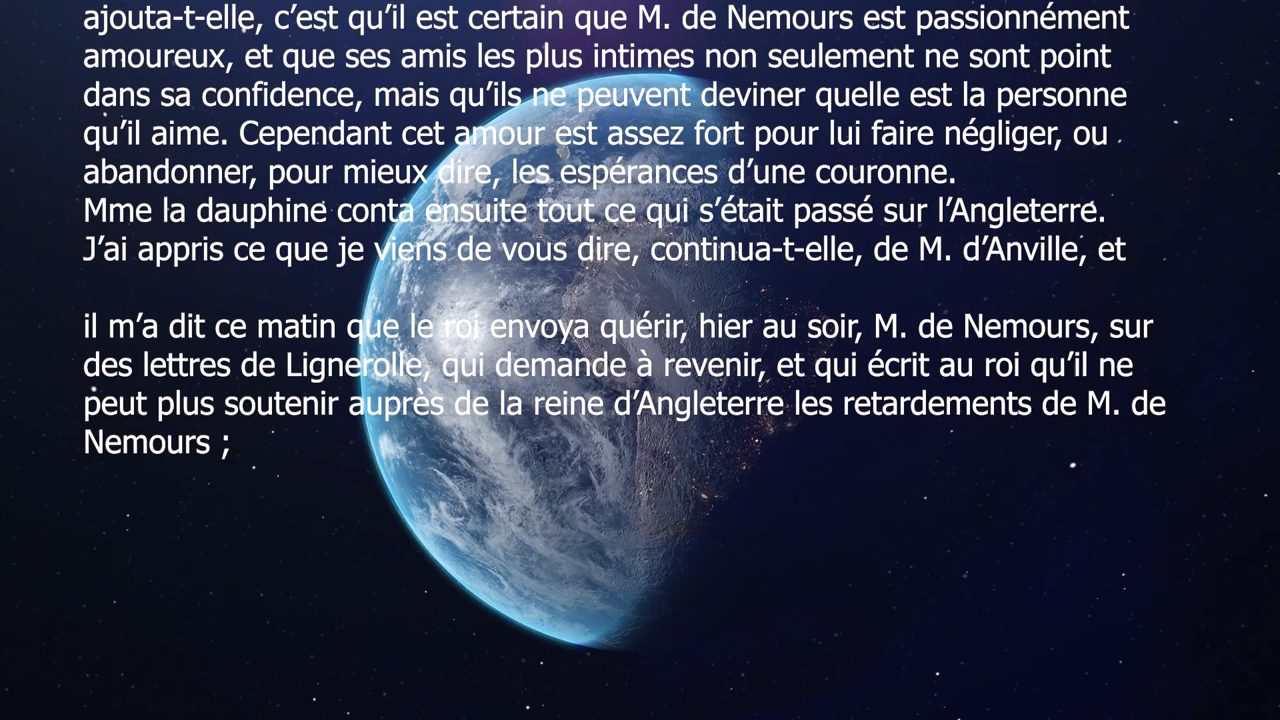 ajouta-t-elle, c’est qu’il est certain que M. de Nemours est passionnément
amoureux, et que ses amis les plus intimes non seulement ne sont point
dans sa confidence, mais qu’ils ne peuvent deviner quelle est la personne
qu’il aime. Cependant cet amour est assez fort pour lui faire négliger, ou
abandonner, pour mieux dire, les espérances d’une couronne.
Mme la dauphine conta ensuite tout ce qui s’était passé sur l’Angleterre.
J’ai appris ce que je viens de vous dire, continua-t-elle, de M. d’Anville, et
il m’a dit ce matin que le roi envoya quérir, hier au soir, M. de Nemours, sur
des lettres de Lignerolle, qui demande à revenir, et qui écrit au roi qu’il ne
peut plus soutenir auprès de la reine d’Angleterre les retardements de M. de
Nemours ;